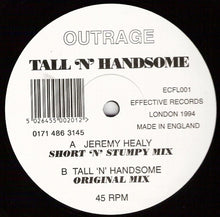 OUTRAGE
TALL 'N' HANDSOME
ECFL001
EFFECTIVE RECORDS
LONDON 1994
MADE IN ENGLAND
5 026455 002012 >
0171 486 3145
A JEREMY HEALY
SHORT 'N' STUMPY MIX
B TALL 'N' HANDSOME
ORIGINAL MIX
45 RPM